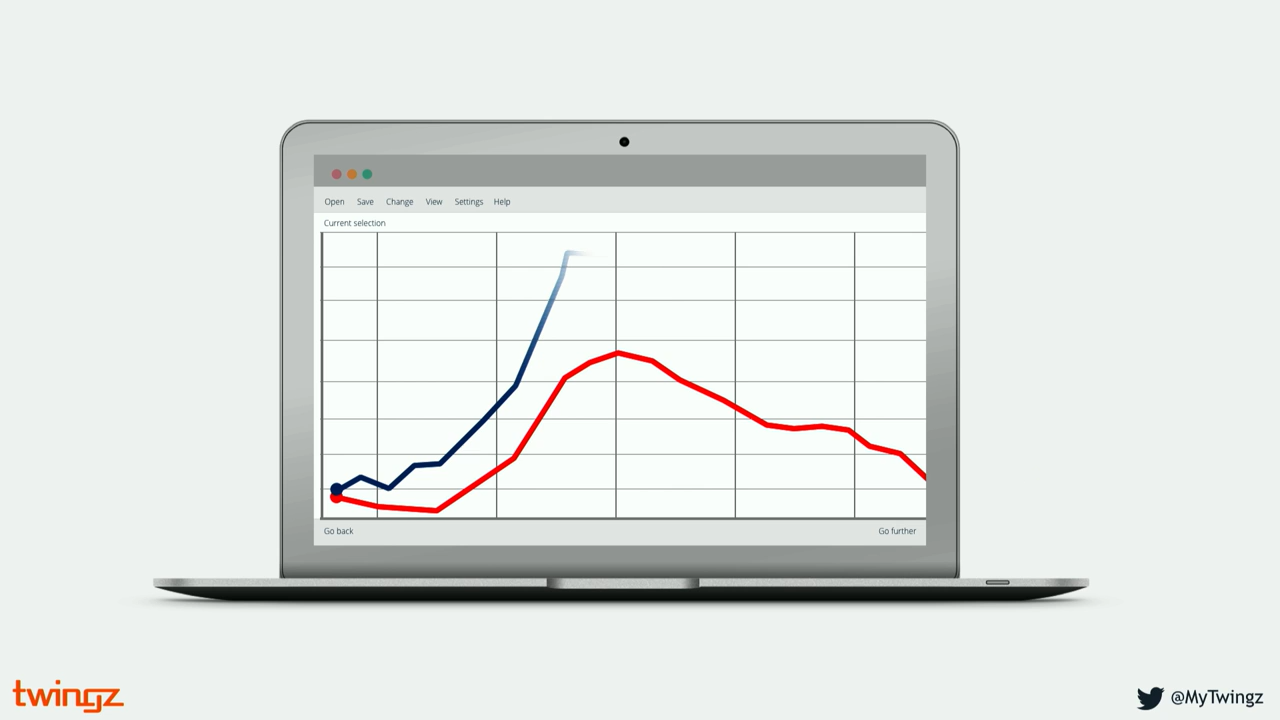 Open Save Change View Settings Help
Current selection
Go back Go further
twingz
@MyTwingz